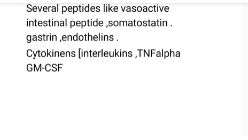 Several peptides like vasoactive
intestinal peptide ,somatostatin .
gastrin ,endothelins .
Cytokinens [interleukins ,TNFalpha
GM-CSF